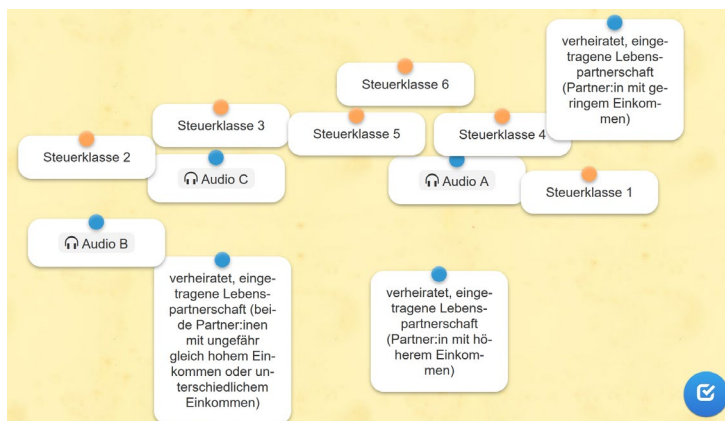 verheiratet, einge-
tragene Lebens-
partnerschaft
(Partner:in mit ge-
ringem Einkom-
men)
Steuerklasse 6
Steuerklasse 3
Steuerklasse 5
Steuerklasse 4
Steuerklasse 2
Audio C
Audio A
Steuerklasse 1
Audio B
verheiratet, einge-
tragene Lebens-
partnerschaft (bei-
de Partner:inen
mit ungefähr
gleich hohem Ein-
kommen oder un-
terschiedlichem
Einkommen)
verheiratet, einge-
tragene Lebens-
partnerschaft
(Partner:in mit hö-
herem Einkom-
men)